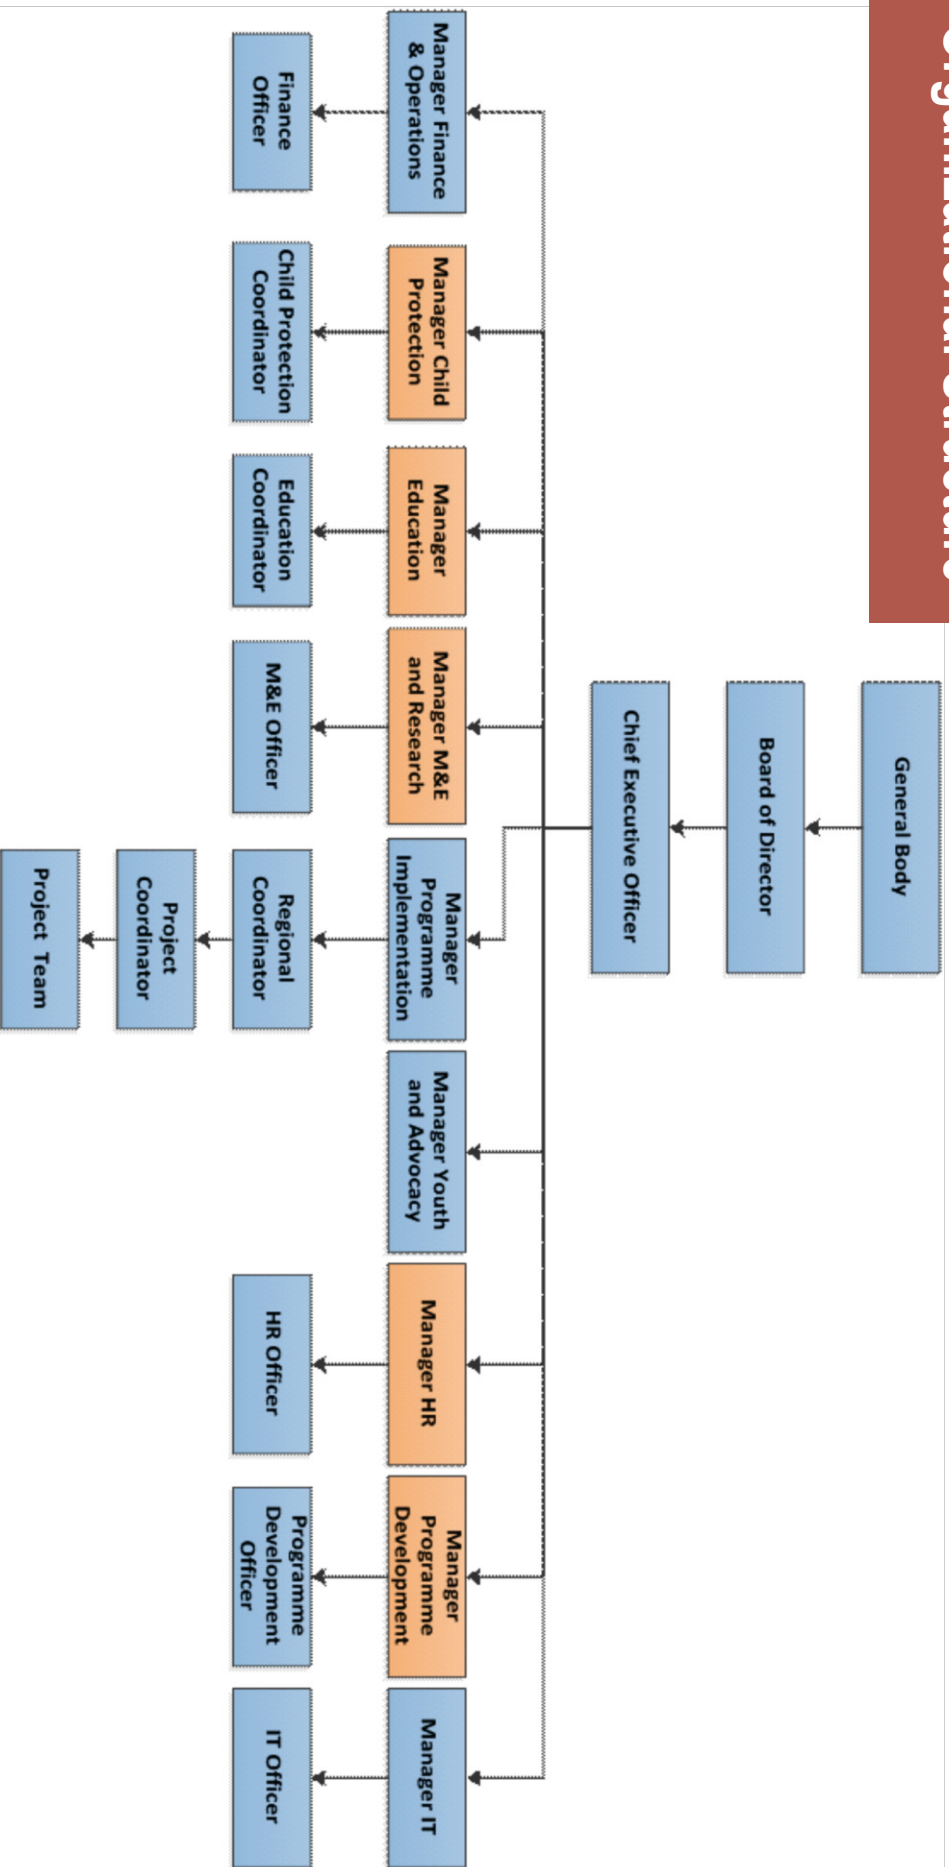 Organizational Structure
General Body
Board of Director
Chief Executive Officer
Manager Finance
& Operations
Manager Child
Protection
Manager
Education
Manager M&E
and Research
Manager
Programme
Implementation
Manager Youth
and Advocacy
Manager HR
Manager
Programme
Development
Manager IT
Finance
Officer
Child Protection
Coordinator
Education
Coordinator
M&E Officer
Regional
Coordinator
HR Officer
Programme
Development
Officer
IT Officer
Project
Coordinator
Project Team